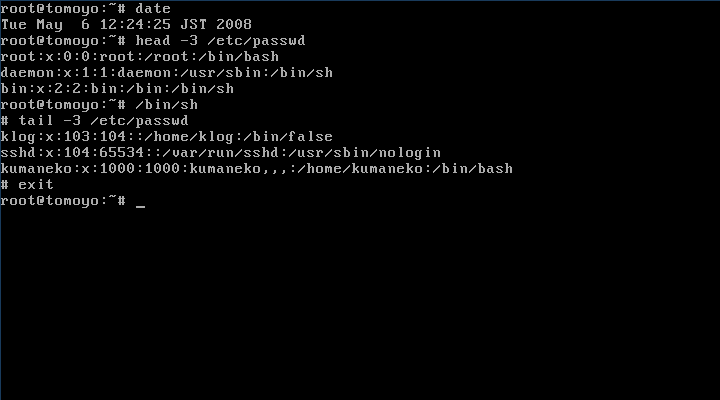 root@tomoyo:~# date
Tue May  6 12:24:25 JST 2008
root@tomoyo:~# head -3 /etc/passwd
root:x:0:0:root:/root:/bin/bash
daemon:x:1:1:daemon:/usr/sbin:/bin/sh
bin:x:2:2:bin:/bin:/bin/sh
root@tomoyo:~# /bin/sh
# tail -3 /etc/passwd
klog:x:103:104::/home/klog:/bin/false
sshd:x:104:65534::/var/run/sshd:/usr/sbin/nologin
kumaneko:x:1000:1000:kumaneko,,,:/home/kumaneko:/bin/bash
# exit
root@tomoyo:~# _